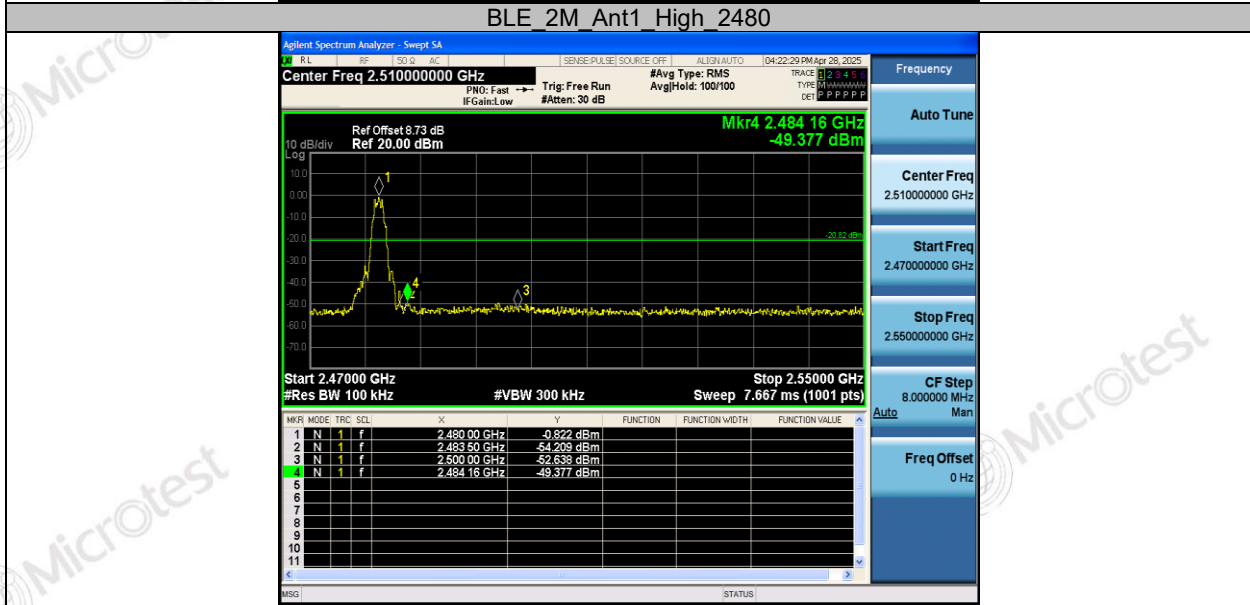 BLE_2M_Ant1_High_2480
Agilent Spectrum Analyzer - Swept SA
RL RF 50 Ω AC SENSE:PULSE SOURCE OFF ALIGN AUTO 04:22:29 PM Apr 28, 2025
Center Freq 2.510000000 GHz
PNO: Fast
IFGain:Low
Trig: Free Run
#Atten: 30 dB
#Avg Type: RMS
Avg|Hold: 100/100
TRACE 1 2 3 4 5 6
TYPE M
DET P P P P P P
Mkr4 2.484 16 GHz
-49.377 dBm
Ref Offset 8.73 dB
10 dB/div Ref 20.00 dBm
Log
10.0
0.00
-10.0
-20.0
-30.0
-40.0
-50.0
-60.0
-70.0
-20.82 dBm
1
4
2
3
Start 2.47000 GHz Stop 2.55000 GHz
#Res BW 100 kHz #VBW 300 kHz Sweep 7.667 ms (1001 pts)
MKR MODE TRC SCL X Y FUNCTION FUNCTION WIDTH FUNCTION VALUE
1 N 1 f 2.480 00 GHz -0.822 dBm
2 N 1 f 2.483 50 GHz -54.209 dBm
3 N 1 f 2.500 00 GHz -52.638 dBm
4 N 1 f 2.484 16 GHz -49.377 dBm
5
6
7
8
9
10
11
MSG STATUS
Frequency
Auto Tune
Center Freq
2.510000000 GHz
Start Freq
2.470000000 GHz
Stop Freq
2.550000000 GHz
CF Step
8.000000 MHz
Auto Man
Freq Offset
0 Hz
Microtest
Microtest
Microtest